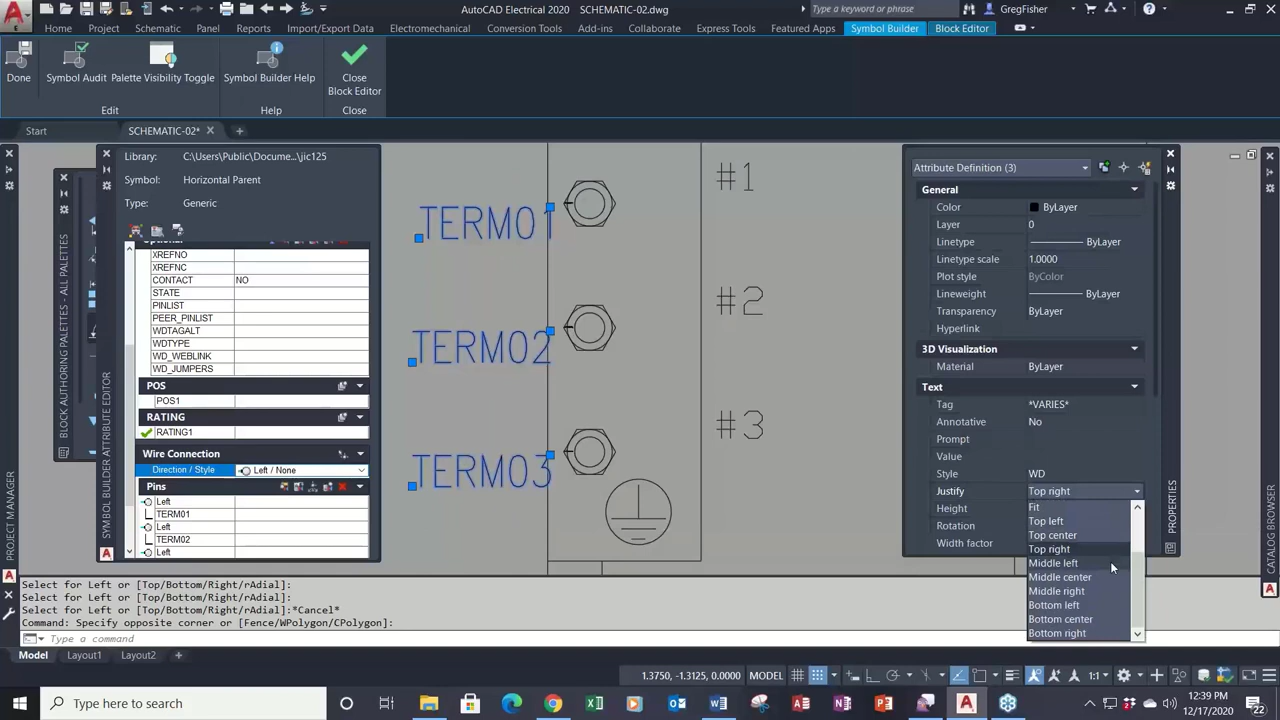 AutoCAD Electrical 2020 SCHEMATIC-02.dwg
Type a keyword or phrase
GregFisher
Home Project Schematic Panel Reports Import/Export Data Electromechanical Conversion Tools Add-ins Collaborate Express Tools Featured Apps Symbol Builder Block Editor
Done
Symbol Audit
Palette Visibility Toggle
Symbol Builder Help
Close
Block Editor
Edit
Help
Close
Start
SCHEMATIC-02*
Library: C:\Users\Public\Docume...\jic125
Symbol: Horizontal Parent
Type: Generic
Optional
XREFNO
XREFNC
CONTACT NO
STATE
PINLIST
PEER_PINLIST
WDTAGALT
WDTYPE
WD_WEBLINK
WD_JUMPERS
POS
POS1
RATING
RATING1
Wire Connection
Direction / Style Left / None
Pins
Left
TERM01
Left
TERM02
Left
PROJECT MANAGER
BLOCK AUTHORING PALETTES - ALL PALETTES
SYMBOL BUILDER ATTRIBUTE EDITOR
TERM01
#1
TERM02
#2
TERM03
#3
Attribute Definition (3)
General
Color ByLayer
Layer 0
Linetype ByLayer
Linetype scale 1.0000
Plot style ByColor
Lineweight ByLayer
Transparency ByLayer
Hyperlink
3D Visualization
Material ByLayer
Text
Tag *VARIES*
Annotative No
Prompt
Value
Style WD
Justify Top right
Height
Rotation
Width factor
Fit
Top left
Top center
Top right
Middle left
Middle center
Middle right
Bottom left
Bottom center
Bottom right
PROPERTIES
CATALOG BROWSER
Select for Left or [Top/Bottom/Right/rAdial]:
Select for Left or [Top/Bottom/Right/rAdial]:
Select for Left or [Top/Bottom/Right/rAdial]:*Cancel*
Command: Specify opposite corner or [Fence/WPolygon/CPolygon]:
Type a command
Model Layout1 Layout2
1.3750, -1.3125, 0.0000 MODEL
1:1
Type here to search
12:39 PM
12/17/2020
22